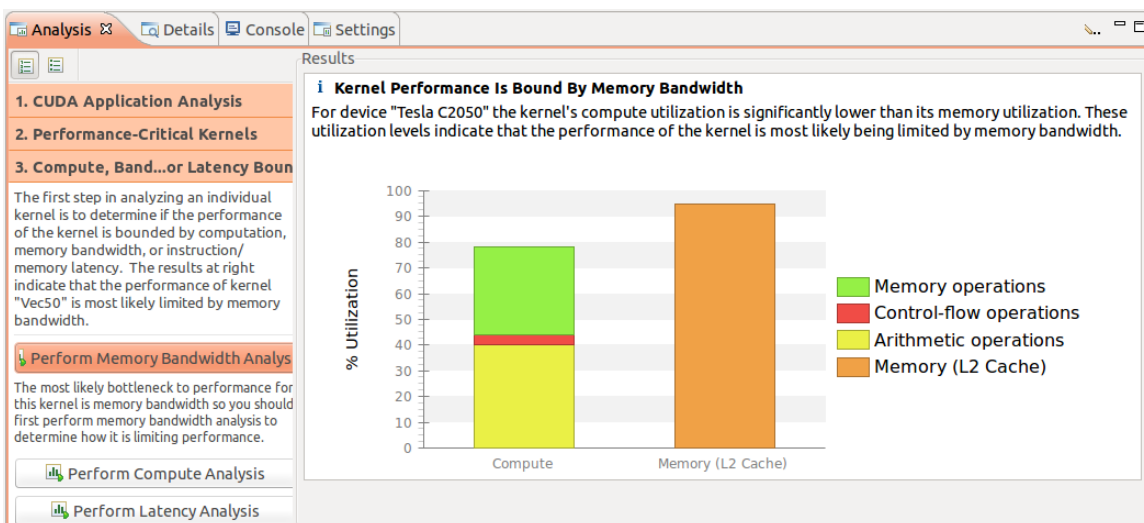 Analysis
Details
Console
Settings
Results
1. CUDA Application Analysis
2. Performance-Critical Kernels
3. Compute, Band...or Latency Boun
The first step in analyzing an individual
kernel is to determine if the performance
of the kernel is bounded by computation,
memory bandwidth, or instruction/
memory latency. The results at right
indicate that the performance of kernel
"Vec50" is most likely limited by memory
bandwidth.
Perform Memory Bandwidth Analys
The most likely bottleneck to performance for
this kernel is memory bandwidth so you should
first perform memory bandwidth analysis to
determine how it is limiting performance.
Perform Compute Analysis
Perform Latency Analysis
i Kernel Performance Is Bound By Memory Bandwidth
For device "Tesla C2050" the kernel's compute utilization is significantly lower than its memory utilization. These
utilization levels indicate that the performance of the kernel is most likely being limited by memory bandwidth.
% Utilization
100
90
80
70
60
50
40
30
20
10
0
Compute
Memory (L2 Cache)
Memory operations
Control-flow operations
Arithmetic operations
Memory (L2 Cache)